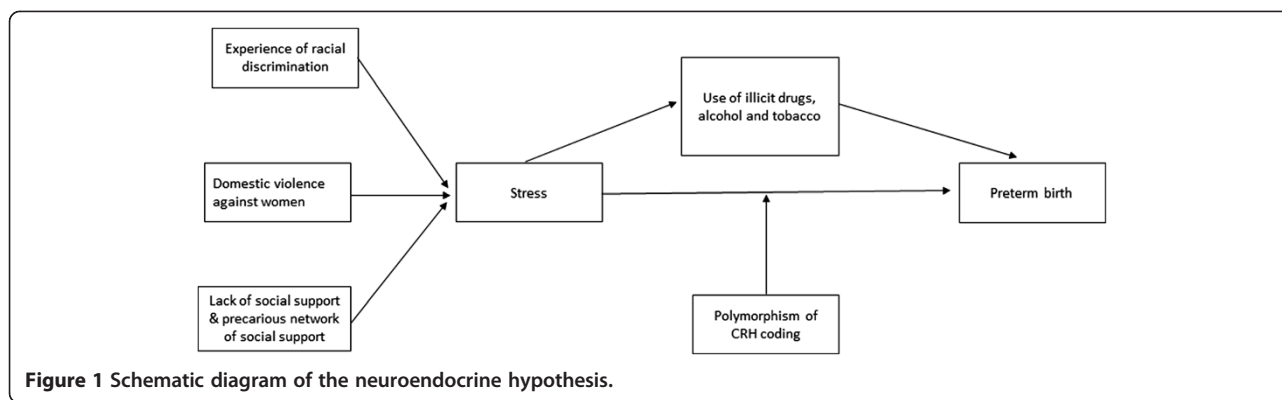 Experience of racial
discrimination
Use of illicit drugs,
alcohol and tobacco
Domestic violence
against women
Stress
Preterm birth
Lack of social support
& precarious network
of social support
Polymorphism of
CRH coding
Figure 1 Schematic diagram of the neuroendocrine hypothesis.